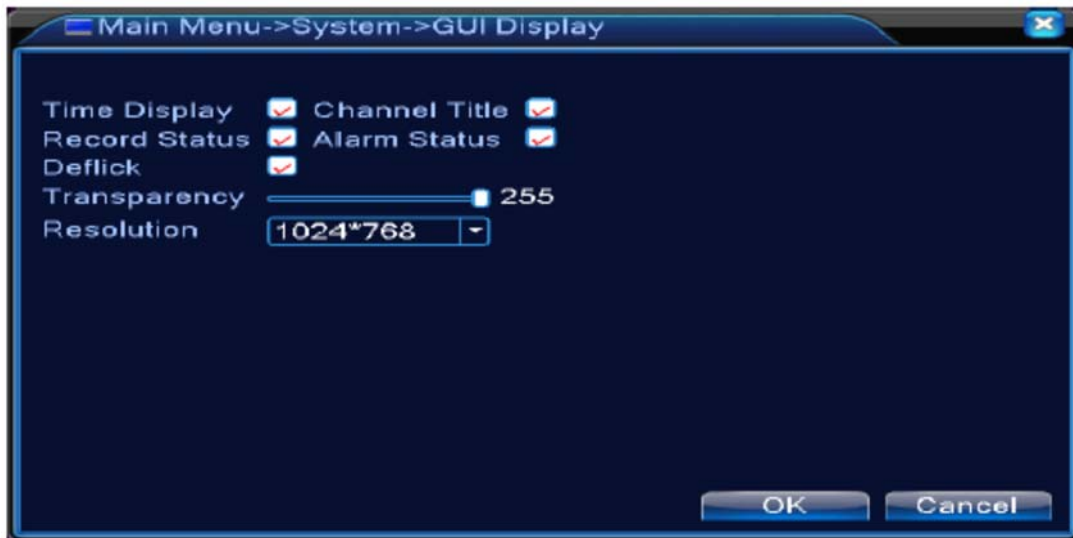 Main Menu->System->GUI Display
Time Display Channel Title
Record Status Alarm Status
Deflick
Transparency 255
Resolution 1024*768
OK Cancel